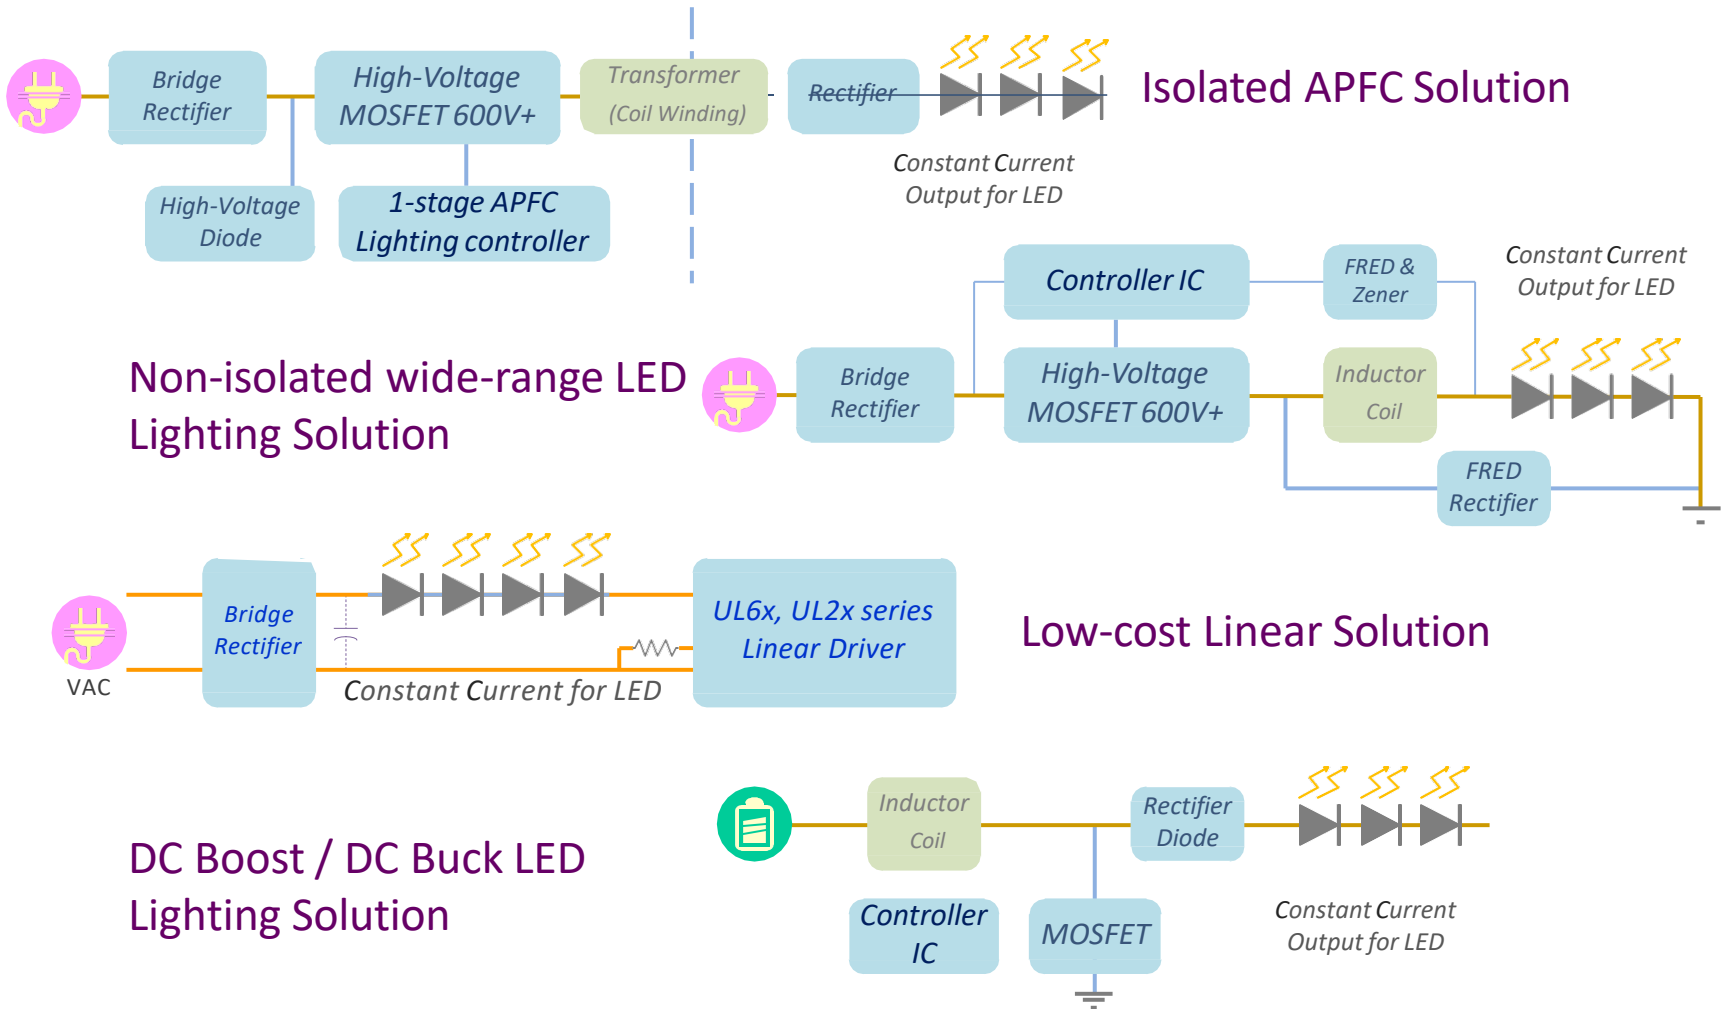 Bridge
Rectifier
High-Voltage
MOSFET 600V+
Transformer
(Coil Winding)
Rectifier
Isolated APFC Solution
Constant Current
Output for LED
High-Voltage
Diode
1-stage APFC
Lighting controller
Non-isolated wide-range LED
Lighting Solution
Bridge
Rectifier
Controller IC
High-Voltage
MOSFET 600V+
FRED &
Zener
Inductor
Coil
Constant Current
Output for LED
FRED
Rectifier
VAC
Bridge
Rectifier
Constant Current for LED
UL6x, UL2x series
Linear Driver
Low-cost Linear Solution
DC Boost / DC Buck LED
Lighting Solution
Inductor
Coil
Rectifier
Diode
Controller
IC
MOSFET
Constant Current
Output for LED